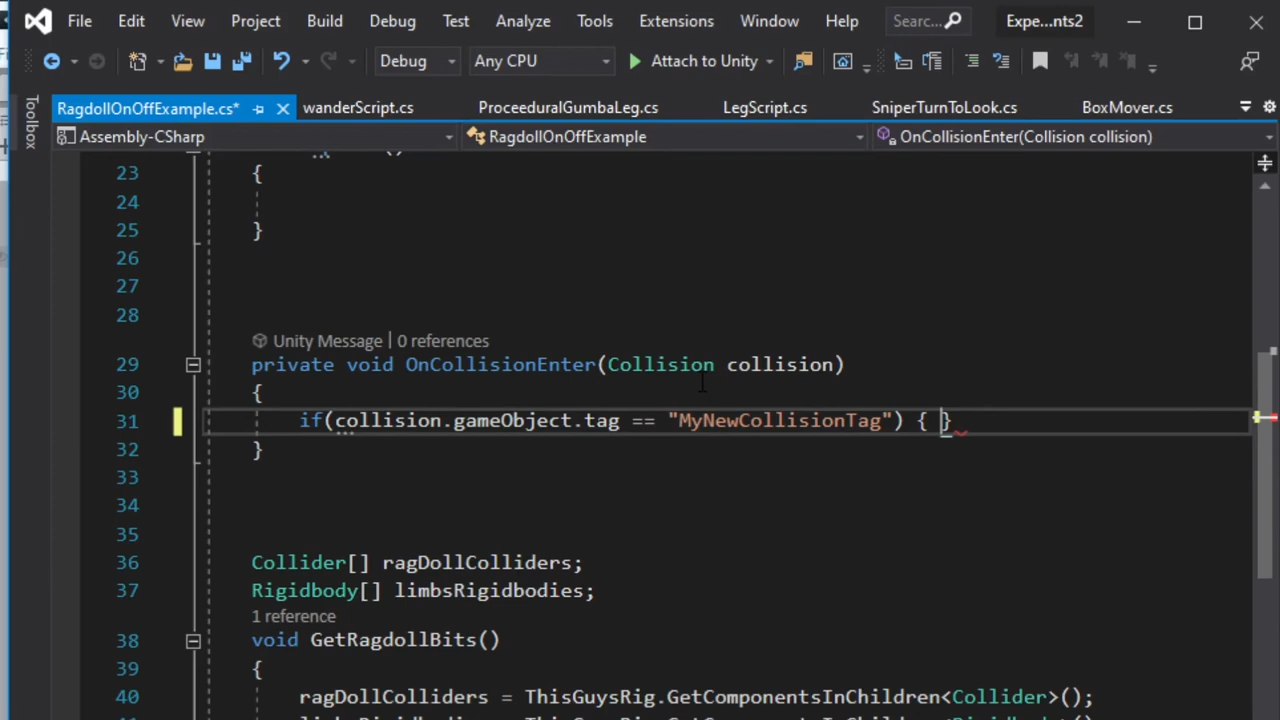 File Edit View Project Build Debug Test Analyze Tools Extensions Window Help Searc... Expe...nts2
Debug Any CPU Attach to Unity
Toolbox
RagdollOnOffExample.cs* wanderScript.cs ProceeduralGumbaLeg.cs LegScript.cs SniperTurnToLook.cs BoxMover.cs
Assembly-CSharp RagdollOnOffExample OnCollisionEnter(Collision collision)
23 {
24
25 }
26
27
28
Unity Message | 0 references
29 private void OnCollisionEnter(Collision collision)
30 {
31 if(collision.gameObject.tag == "MyNewCollisionTag") { }
32 }
33
34
35
36 Collider[] ragDollColliders;
37 Rigidbody[] limbsRigidbodies;
1 reference
38 void GetRagdollBits()
39 {
40 ragDollColliders = ThisGuysRig.GetComponentsInChildren<Collider>();